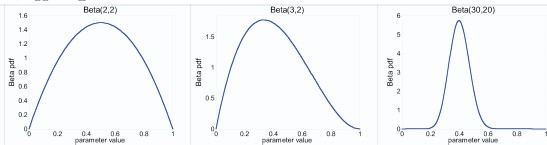 Beta(2,2)
1.6
1.4
1.2
1
0.8
0.6
0.4
0.2
0
Beta pdf
0 0.2 0.4 0.6 0.8 1
parameter value
Beta(3,2)
1.5
1
0.5
0
Beta pdf
0 0.2 0.4 0.6 0.8 1
parameter value
Beta(30,20)
6
5
4
3
2
1
0
Beta pdf
0 0.2 0.4 0.6 0.8
parameter value